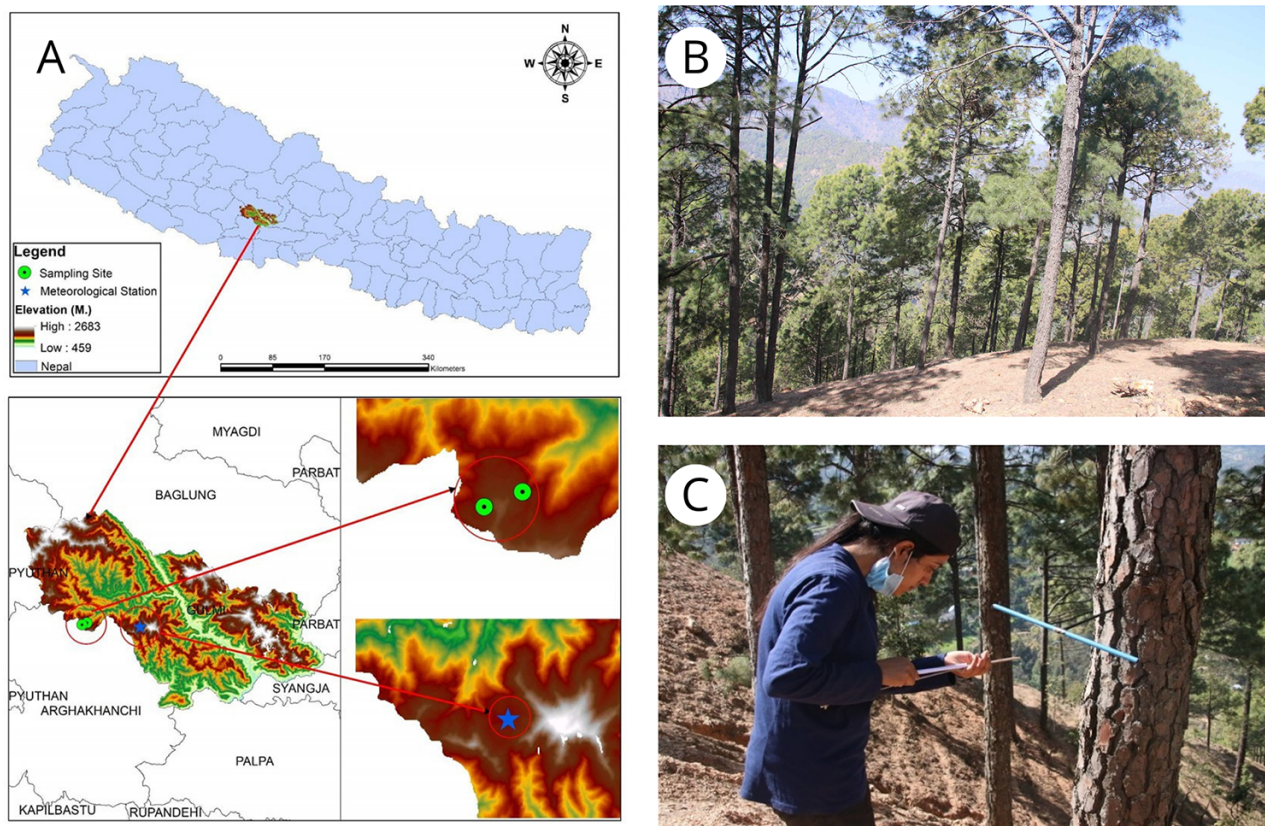 A
N
W E
S
Legend
Sampling Site
Meteorological Station
Elevation (M.)
High : 2683
Low : 459
Nepal
0 85 170 340
Kilometers
MYAGDI
PARBAT
BAGLUNG
PYUTHAN
GULMI
PARBAT
SYANGJA
PYUTHAN
ARGHAKHANCHI
PALPA
KAPILBASTU
RUPANDEHI
B
C